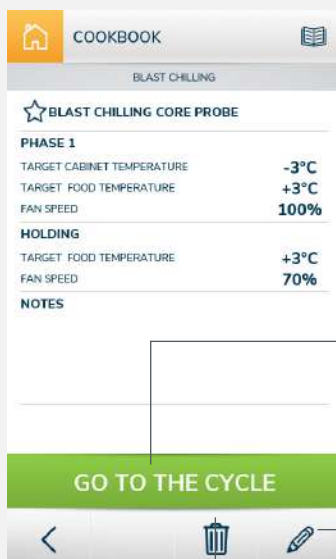 COOKBOOK
BLAST CHILLING
BLAST CHILLING CORE PROBE
PHASE 1
TARGET CABINET TEMPERATURE -3°C
TARGET FOOD TEMPERATURE +3°C
FAN SPEED 100%
HOLDING
TARGET FOOD TEMPERATURE +3°C
FAN SPEED 70%
NOTES
GO TO THE CYCLE